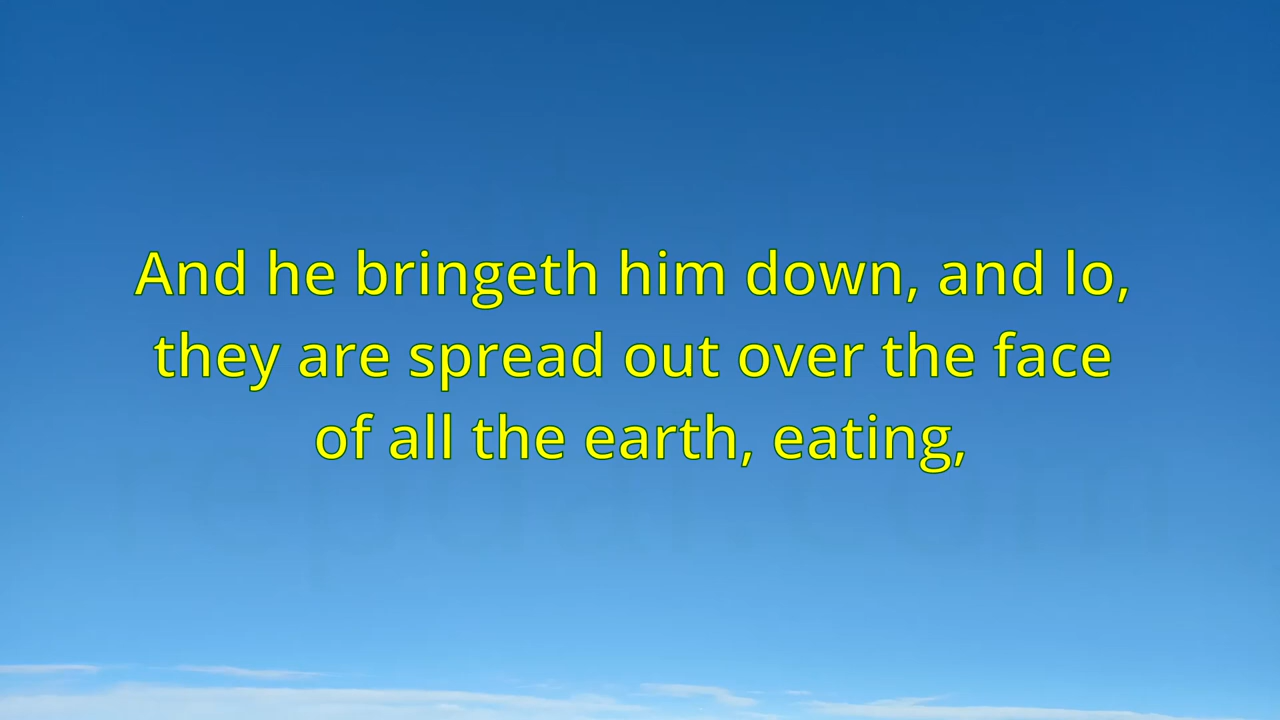 And he bringeth him down, and lo,
they are spread out over the face
of all the earth, eating,